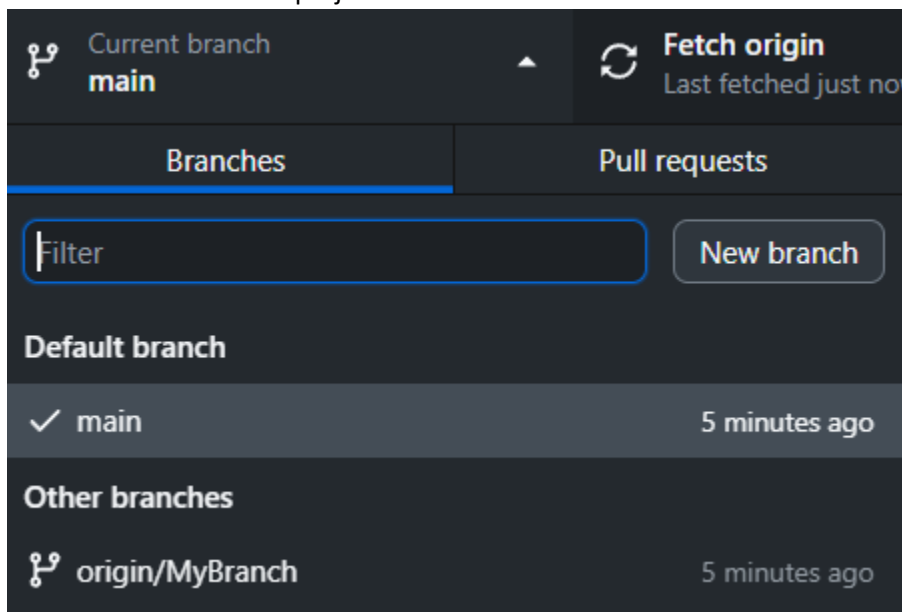 Current branch
main
Fetch origin
Last fetched just no
Branches
Pull requests
Filter
New branch
Default branch
main
5 minutes ago
Other branches
origin/MyBranch
5 minutes ago